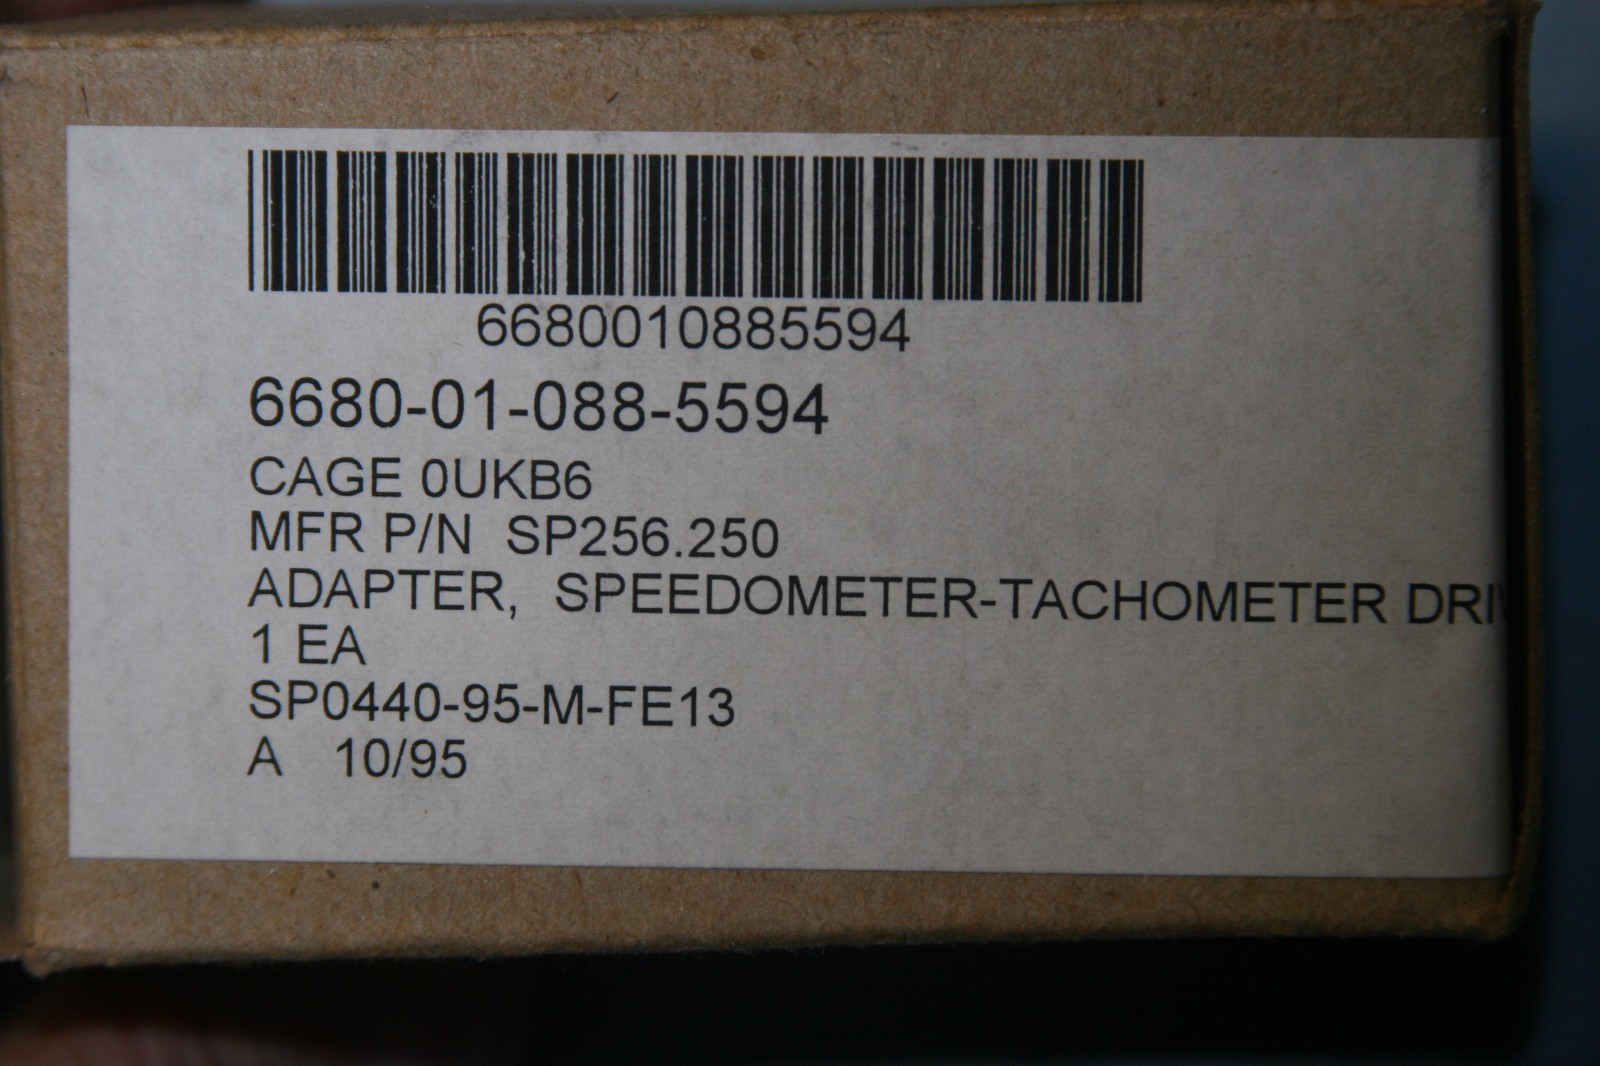 6680010885594
6680-01-088-5594
CAGE 0UKB6
MFR P/N SP256.250
ADAPTER, SPEEDOMETER-TACHOMETER DRIV
1 EA
SP0440-95-M-FE13
A 10/95